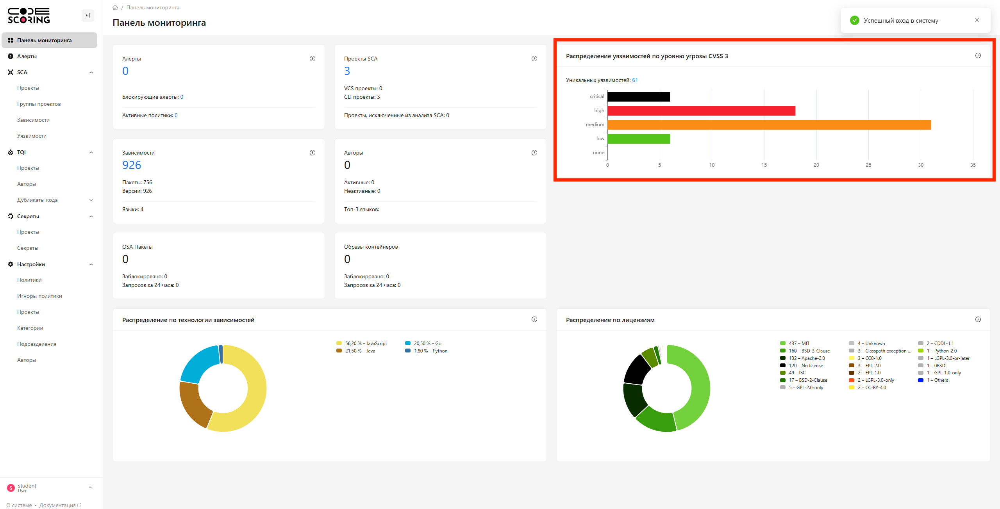 CODE
SCORING
Панель мониторинга
Алерты
SCA
Проекты
Группы проектов
Зависимости
Уязвимости
TQI
Проекты
Авторы
Дубликаты кода
Секреты
Проекты
Секреты
Настройки
Политики
Игноры политики
Проекты
Категории
Подразделения
Авторы
S
student
User
...
О системе · Документация
/ Панель мониторинга
Панель мониторинга
Успешный вход в систему
Алерты
0
Блокирующие алерты: 0
Активные политики: 0
Проекты SCA
3
VCS проекты: 0
CLI проекты: 3
Проекты, исключенные из анализа SCA: 0
Распределение уязвимостей по уровню угрозы CVSS 3
Уникальных уязвимостей: 61
critical
high
medium
low
none
0 5 10 15 20 25 30 35
Зависимости
926
Пакеты: 756
Версии: 926
Языки: 4
Авторы
0
Активные: 0
Неактивные: 0
Топ-3 языков:
OSA Пакеты
0
Заблокировано: 0
Запросов за 24 часа: 0
Образы контейнеров
0
Заблокировано: 0
Запросов за 24 часа: 0
Распределение по технологии зависимостей
56,20 % – JavaScript
21,50 % – Java
20,50 % – Go
1,80 % – Python
Распределение по лицензиям
437 – MIT
160 – BSD-3-Clause
132 – Apache-2.0
120 – No license
49 – ISC
17 – BSD-2-Clause
5 – GPL-2.0-only
4 – Unknown
3 – Classpath exception ...
3 – CC0-1.0
3 – EPL-2.0
2 – EPL-1.0
2 – LGPL-3.0-only
2 – CC-BY-4.0
2 – CDDL-1.1
1 – Python-2.0
1 – LGPL-3.0-or-later
1 – 0BSD
1 – GPL-1.0-only
1 – Others